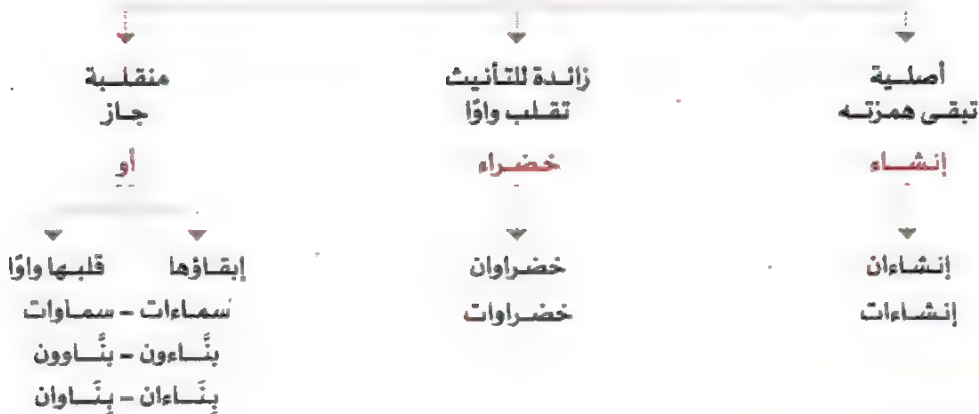 أصلية
تبقى همزته
إنشاء
إنشاءان
إنشاءات
زائدة للتأنيث
تقلب واوًا
خضراء
خضراوان
خضراوات
منقلبة
جاز
أو
إبقاؤها
قلبها واوًا
سماءات – سماوات
بنَّاءون – بنَّاوون
بنَّاءان – بنَّاوان